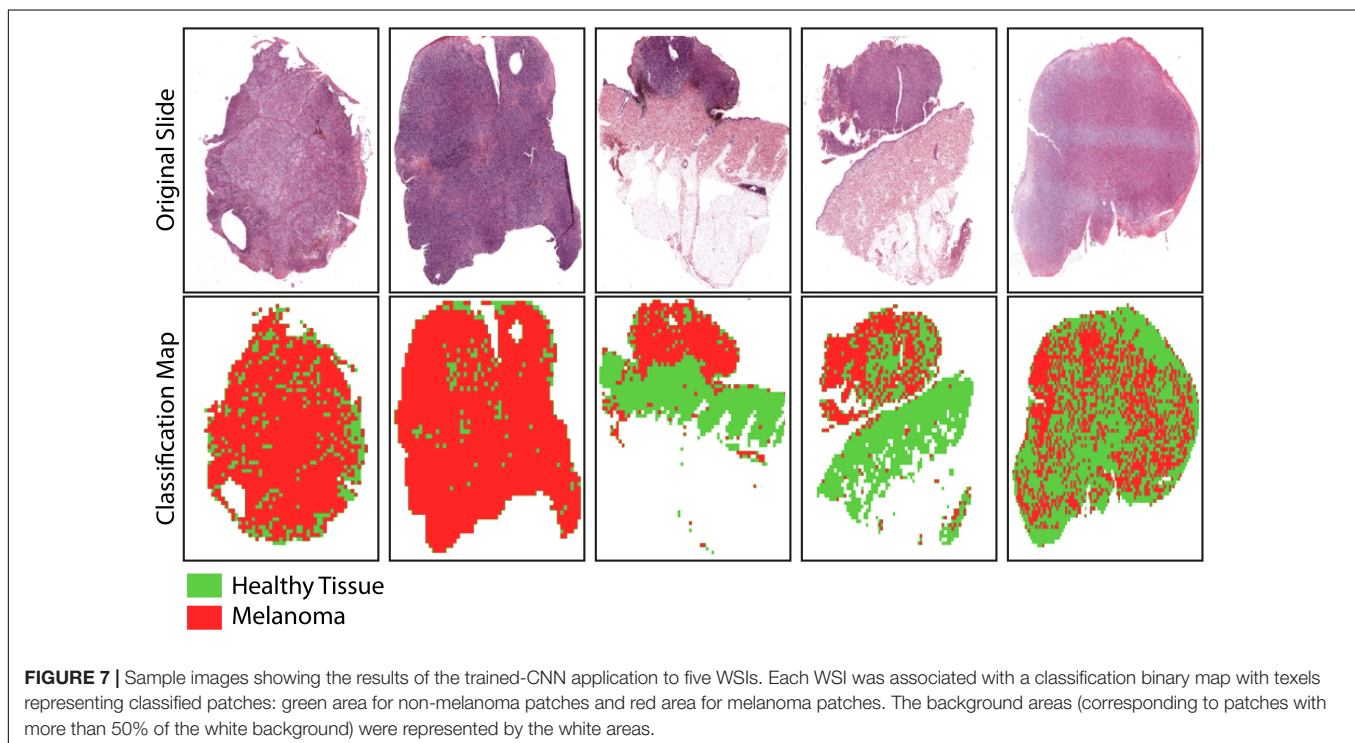 Original Slide
Classification Map
Healthy Tissue
Melanoma
FIGURE 7 | Sample images showing the results of the trained-CNN application to five WSIs. Each WSI was associated with a classification binary map with texels
representing classified patches: green area for non-melanoma patches and red area for melanoma patches. The background areas (corresponding to patches with
more than 50% of the white background) were represented by the white areas.